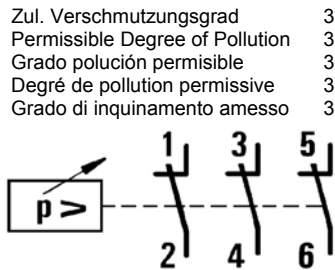 Zul. Verschmutzungsgrad 3
Permissible Degree of Pollution 3
Grado polución permisible 3
Degré de pollution permissive 3
Grado di inquinamento amesso 3
1 3 5
p >
2 4 6